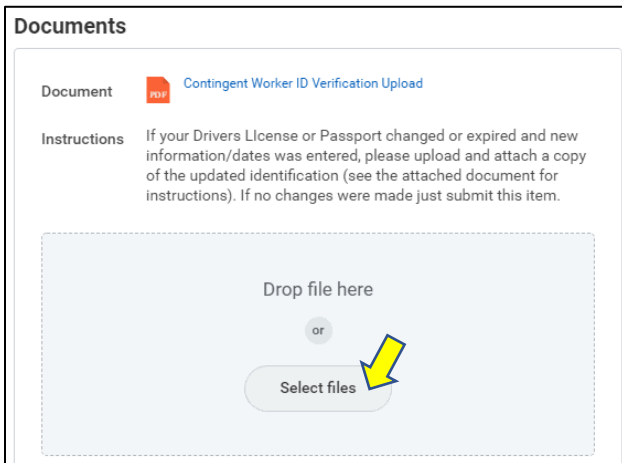 Documents
Document
PDF
Contingent Worker ID Verification Upload
Instructions
If your Drivers LIcense or Passport changed or expired and new
information/dates was entered, please upload and attach a copy
of the updated identification (see the attached document for
instructions). If no changes were made just submit this item.
Drop file here
or
Select files